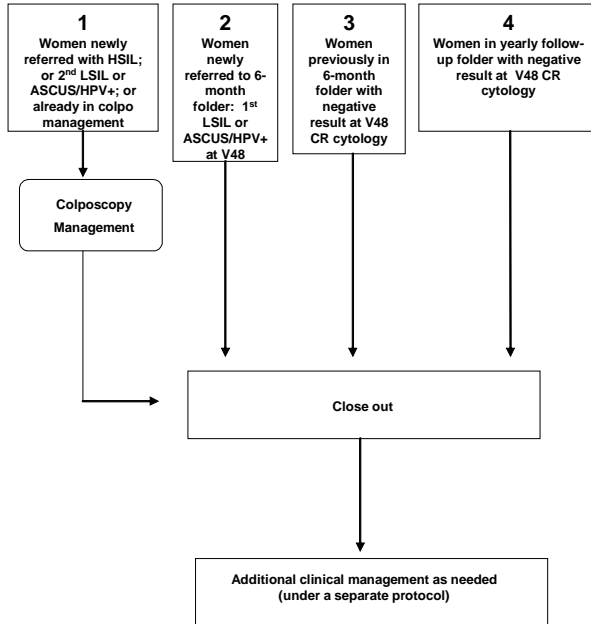 1
Women newly
referred with HSIL;
or 2nd LSIL or
ASCUS/HPV+; or
already in colpo
management
2
Women
newly
referred to 6-
month
folder: 1st
LSIL or
ASCUS/HPV+
at V48
3
Women
previously in
6-month
folder with
negative
result at V48
CR cytology
4
Women in yearly follow-
up folder with negative
result at V48 CR
cytology
Colposcopy
Management
Close out
Additional clinical management as needed
(under a separate protocol)